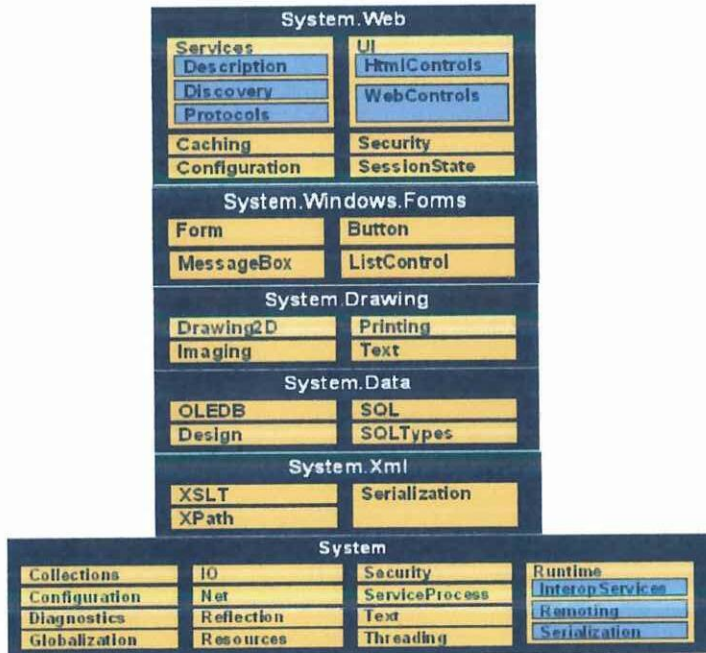 System.Web
Services
Description
Discovery
Protocols
UI
HtmlControls
WebControls
Caching
Configuration
Security
SessionState
System.Windows.Forms
Form
Button
MessageBox
ListControl
System.Drawing
Drawing2D
Printing
Imaging
Text
System.Data
OLEDB
SQL
Design
SQLTypes
System.Xml
XSLT
XPath
Serialization
System
Collections
Configuration
Diagnostics
Globalization
IO
Net
Reflection
Resources
Security
ServiceProcess
Text
Threading
Runtime
InteropServices
Remoting
Serialization